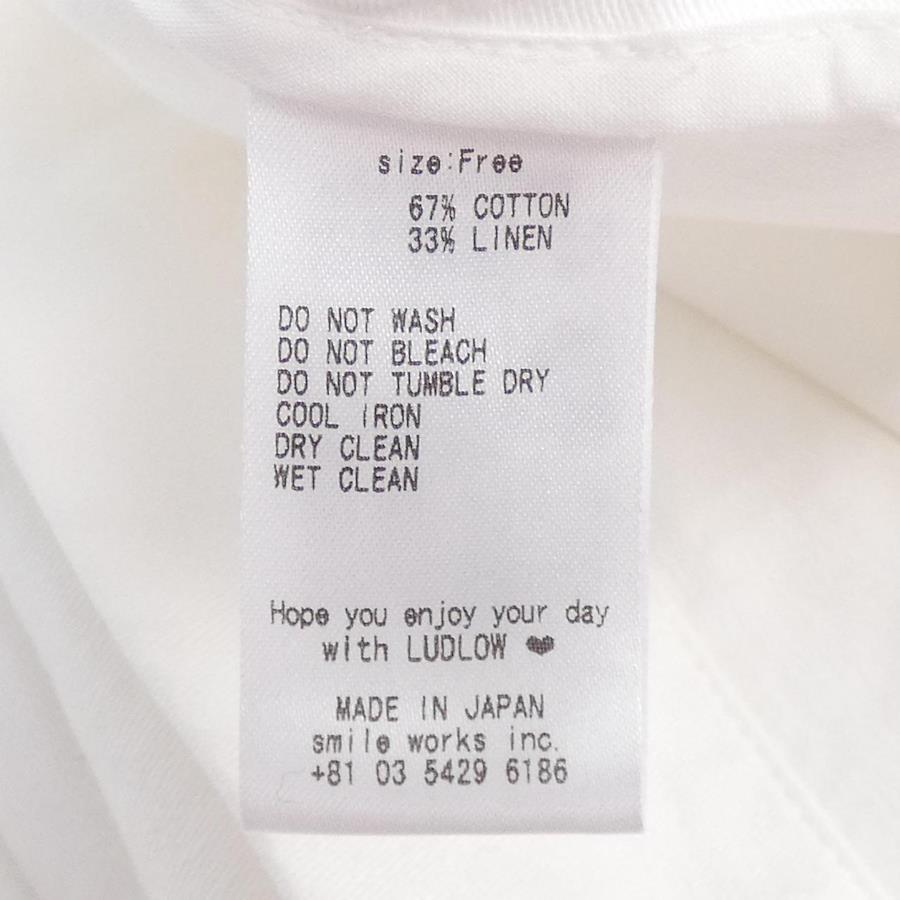 size:Free
67% COTTON
33% LINEN
DO NOT WASH
DO NOT BLEACH
DO NOT TUMBLE DRY
COOL IRON
DRY CLEAN
WET CLEAN
Hope you enjoy your day
with LUDLOW ♥
MADE IN JAPAN
smile works inc.
+81 03 5429 6186